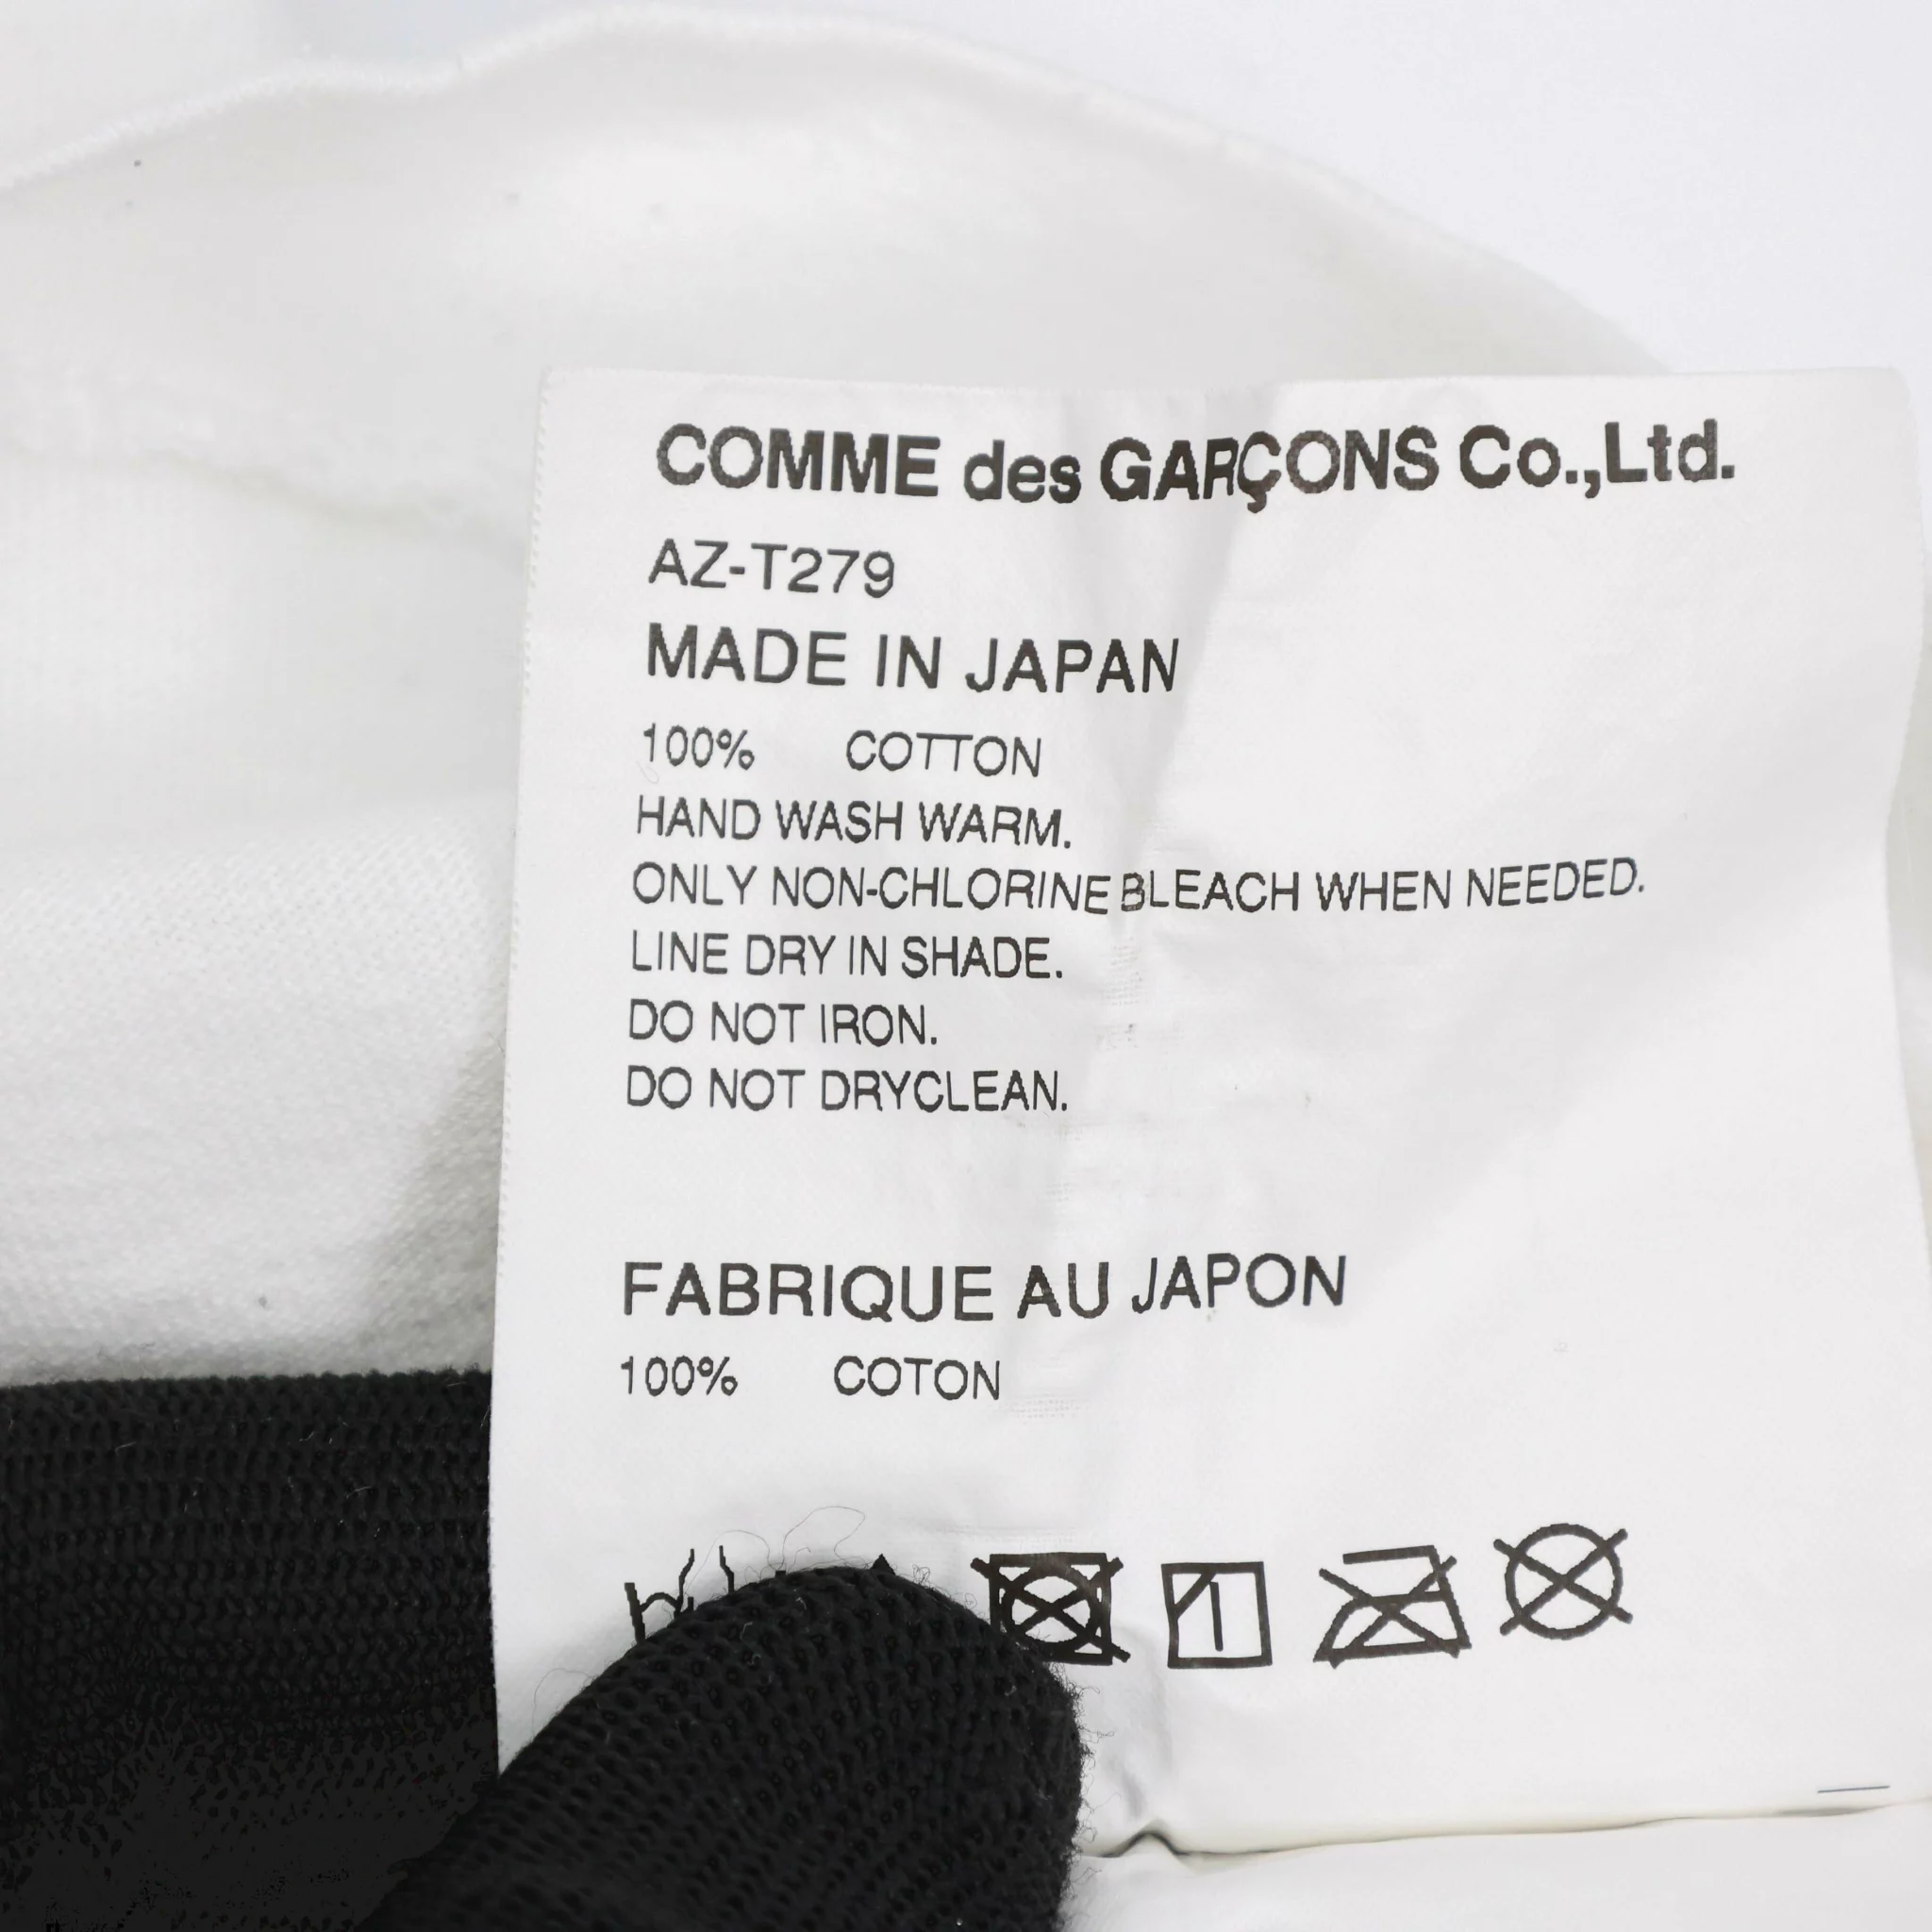 COMME des GARÇONS Co.,Ltd.
AZ-T279
MADE IN JAPAN
100% COTTON
HAND WASH WARM.
ONLY NON-CHLORINE BLEACH WHEN NEEDED.
LINE DRY IN SHADE.
DO NOT IRON.
DO NOT DRYCLEAN.
FABRIQUE AU JAPON
100% COTON